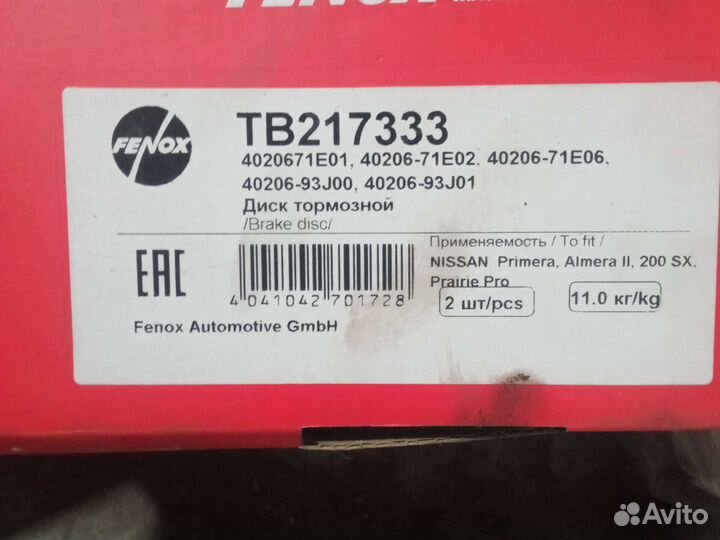 FENOX
FENOX
TB217333
4020671E01, 40206-71E02, 40206-71E06,
40206-93J00, 40206-93J01
Диск тормозной
/Brake disc/
Применяемость / To fit /
NISSAN Primera, Almera II, 200 SX,
Prairie Pro
EAC
4 041042 701728
2 шт/pcs
11.0 кг/kg
Fenox Automotive GmbH
Avito